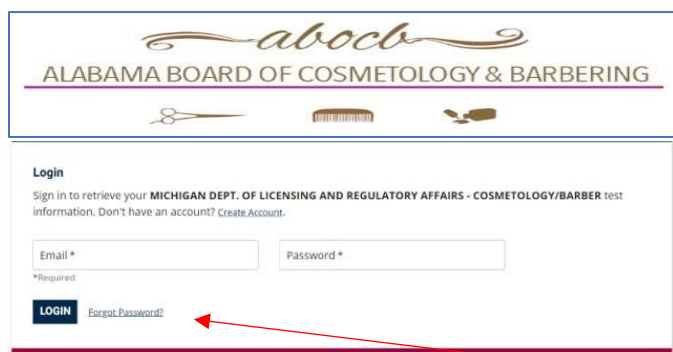 abocb
ALABAMA BOARD OF COSMETOLOGY & BARBERING
Login
Sign in to retrieve your MICHIGAN DEPT. OF LICENSING AND REGULATORY AFFAIRS - COSMETOLOGY/BARBER test
information. Don't have an account? Create Account.
Email * Password *
*Required
LOGIN Forgot Password?